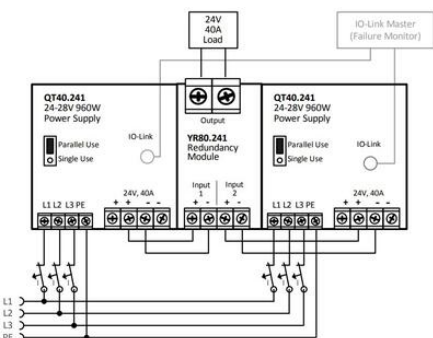 24V
40A
Load
IO-Link Master
(Failure Monitor)
QT40.241
24-28V 960W
Power Supply
Parallel Use
Single Use
IO-Link
24V, 40A
+ + - -
L1 L2 L3 PE
Output
YR80.241
Redundancy
Module
Input
1
Input
2
+ - + -
QT40.241
24-28V 960W
Power Supply
Parallel Use
Single Use
IO-Link
24V, 40A
+ + - -
L1 L2 L3 PE
L1
L2
L3
PE